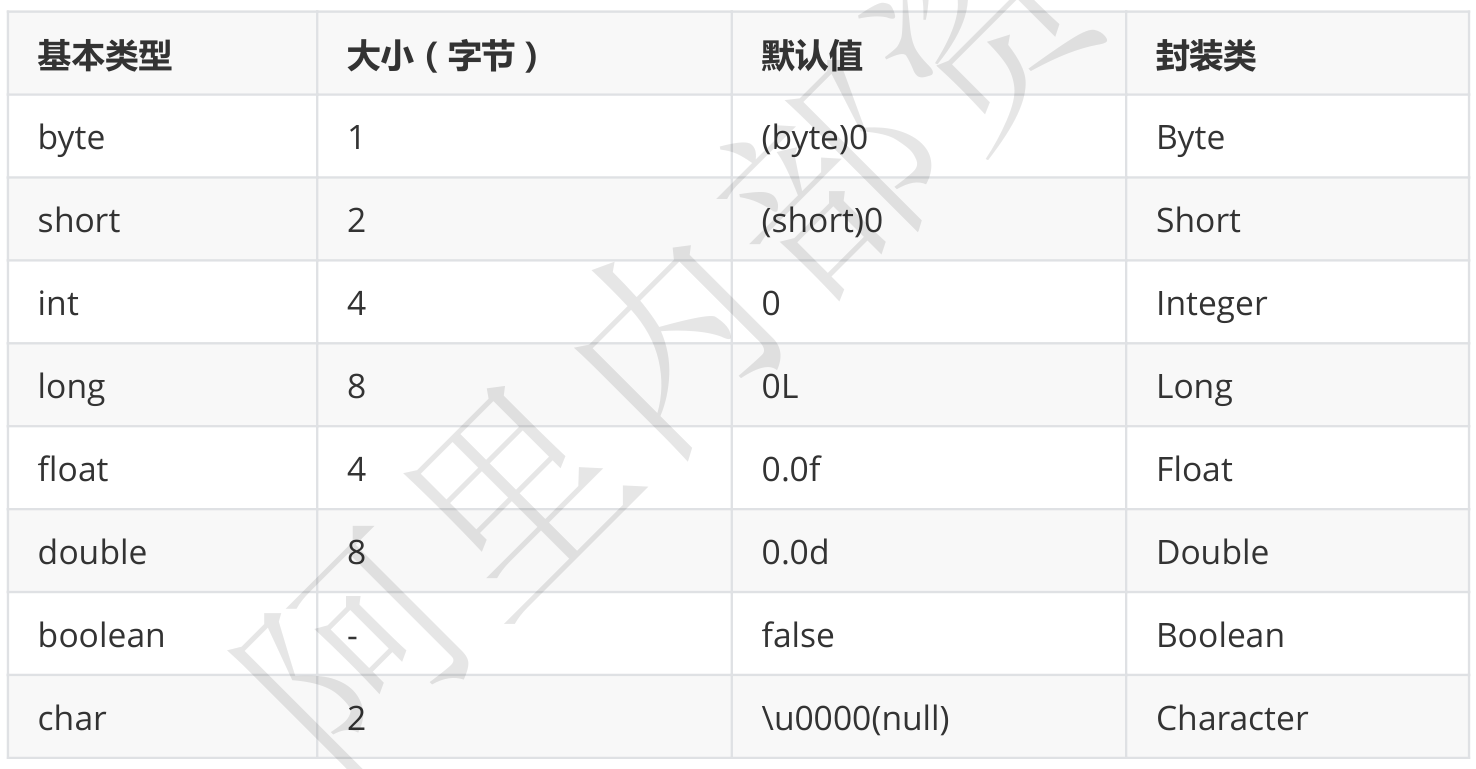 基本类型 大小（字节） 默认值 封装类
byte 1 (byte)0 Byte
short 2 (short)0 Short
int 4 0 Integer
long 8 0L Long
float 4 0.0f Float
double 8 0.0d Double
boolean - false Boolean
char 2 \u0000(null) Character
阿里内部资